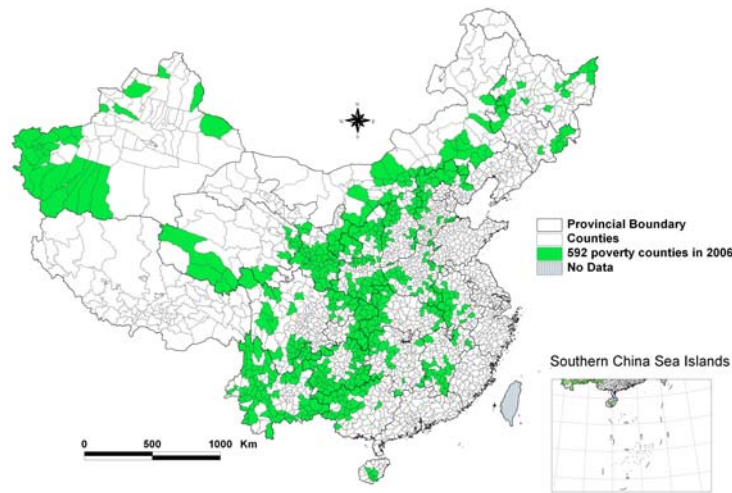 N
W
E
S
Provincial Boundary
Counties
592 poverty counties in 2006
No Data
Southern China Sea Islands
0 500 1000 Km